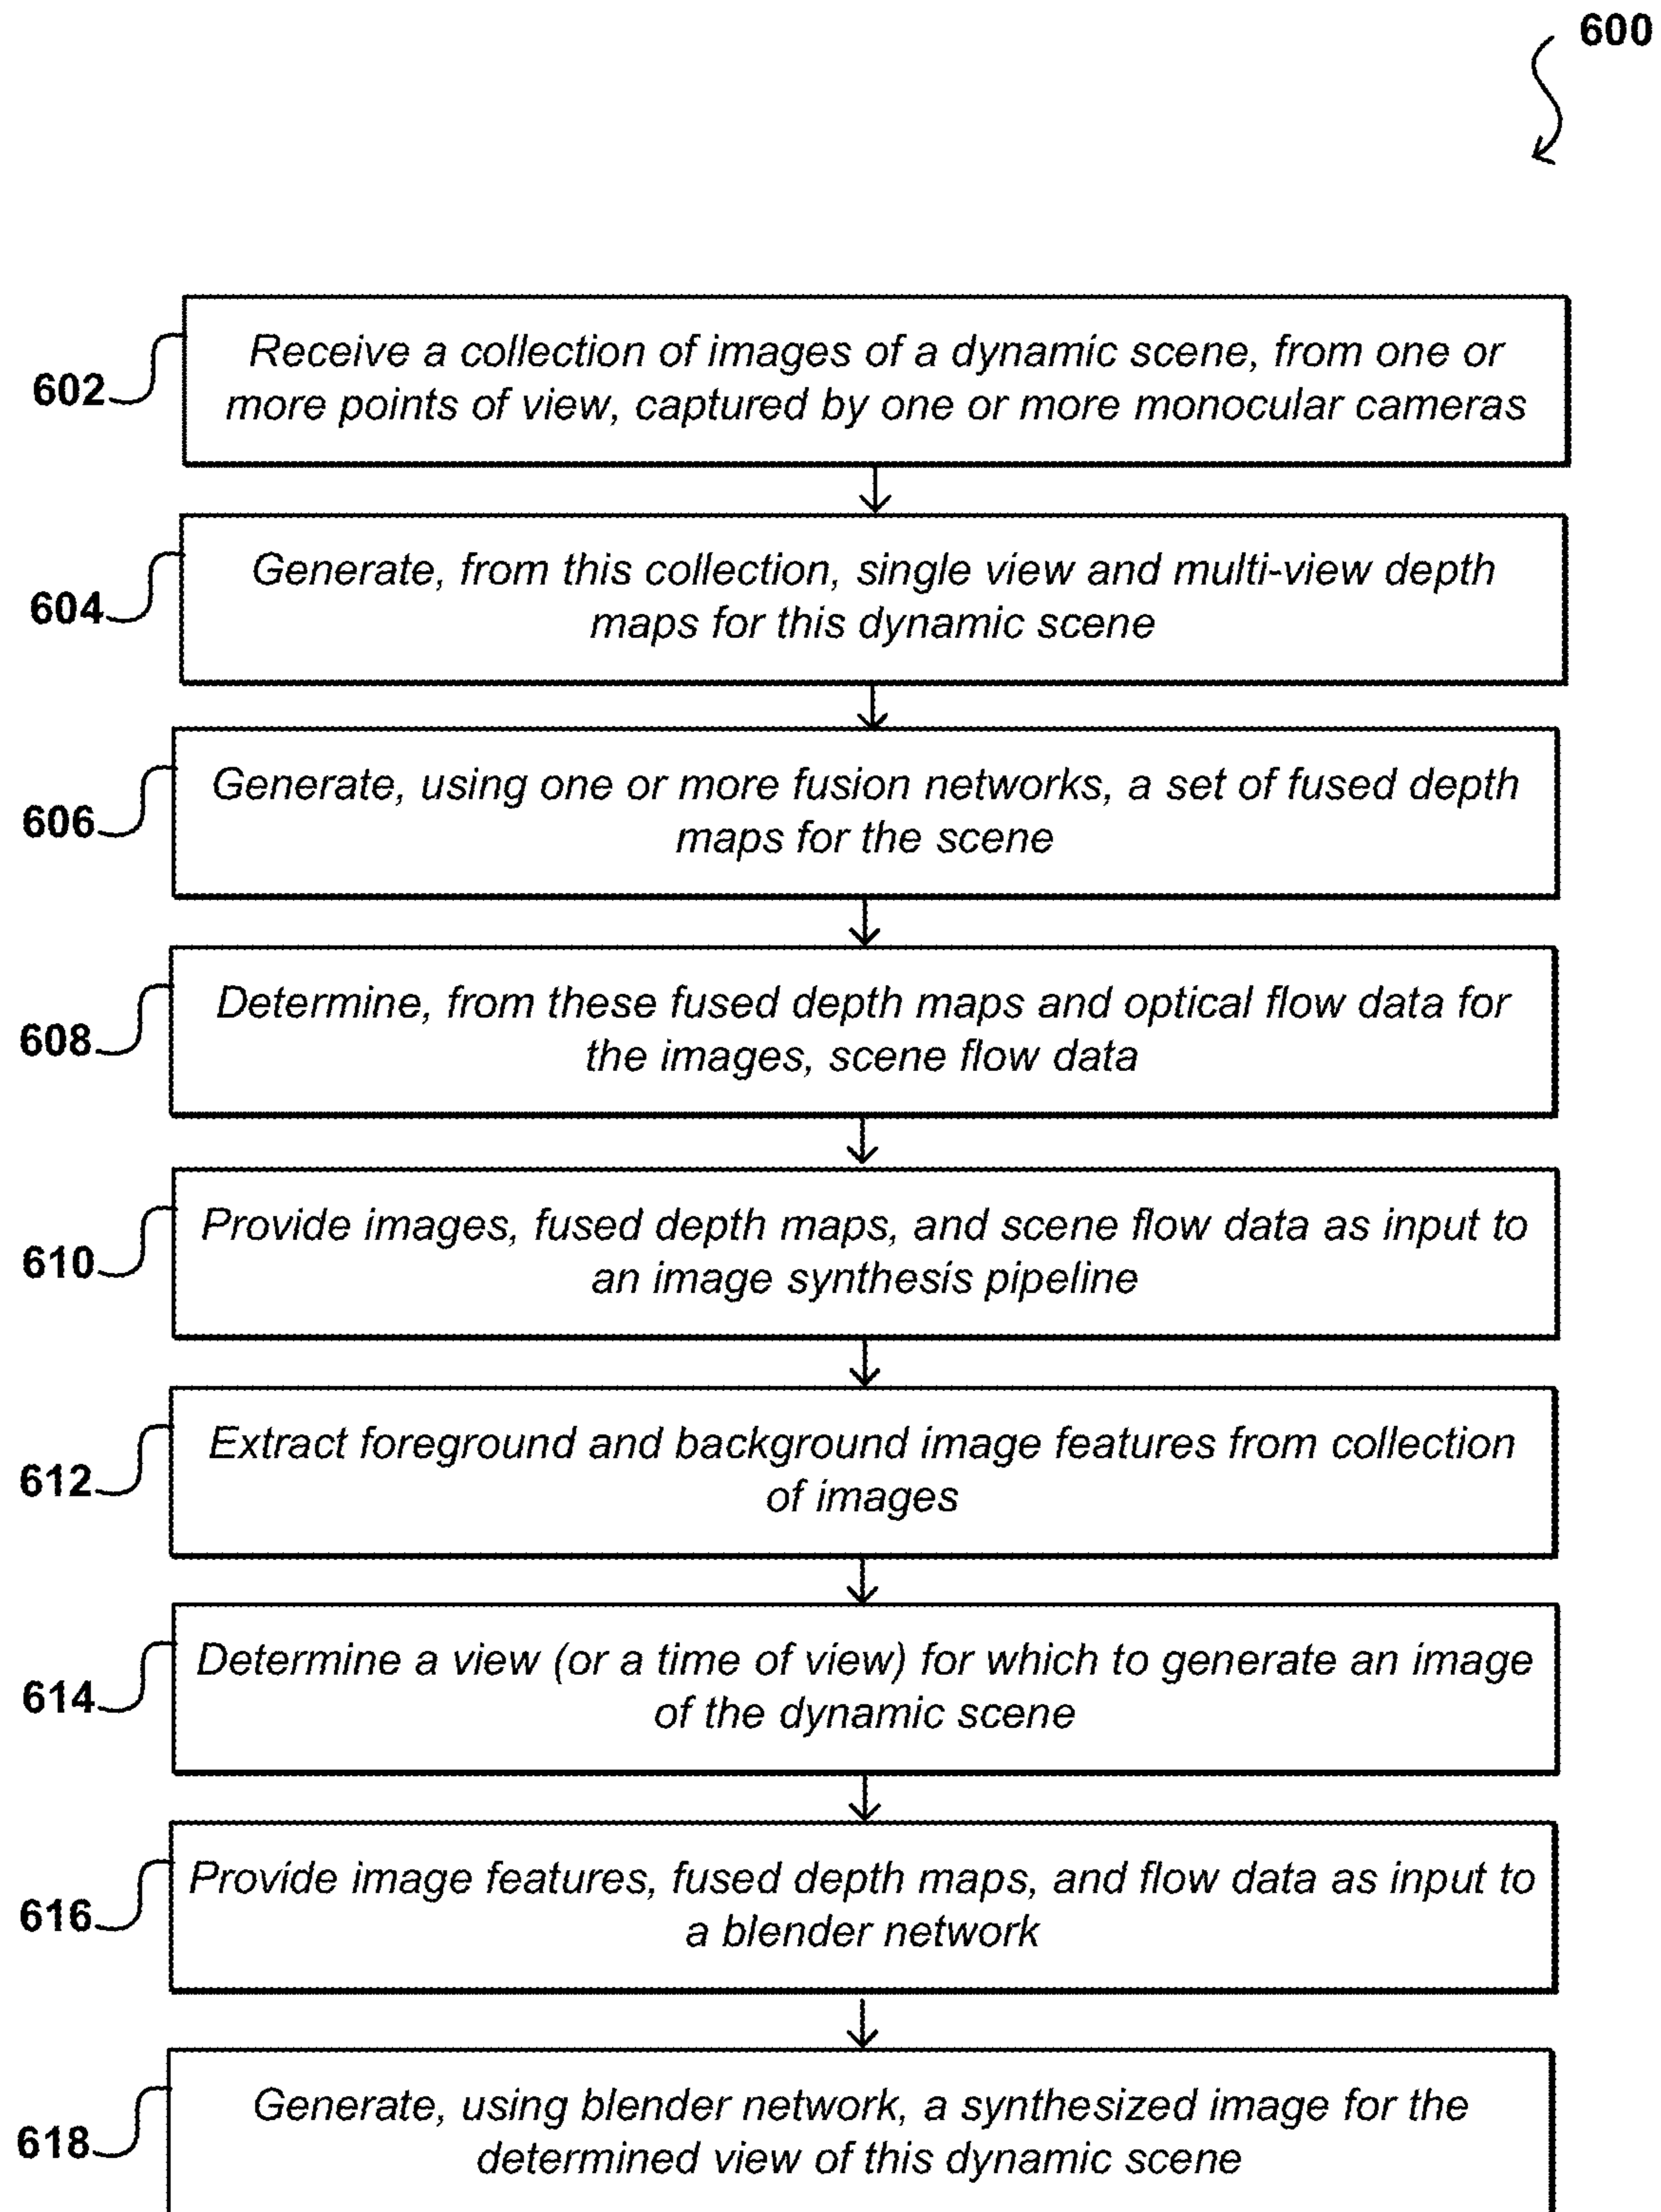 600
602
Receive a collection of images of a dynamic scene, from one or
more points of view, captured by one or more monocular cameras
604
Generate, from this collection, single view and multi-view depth
maps for this dynamic scene
606
Generate, using one or more fusion networks, a set of fused depth
maps for the scene
608
Determine, from these fused depth maps and optical flow data for
the images, scene flow data
610
Provide images, fused depth maps, and scene flow data as input to
an image synthesis pipeline
612
Extract foreground and background image features from collection
of images
614
Determine a view (or a time of view) for which to generate an image
of the dynamic scene
616
Provide image features, fused depth maps, and flow data as input to
a blender network
618
Generate, using blender network, a synthesized image for the
determined view of this dynamic scene